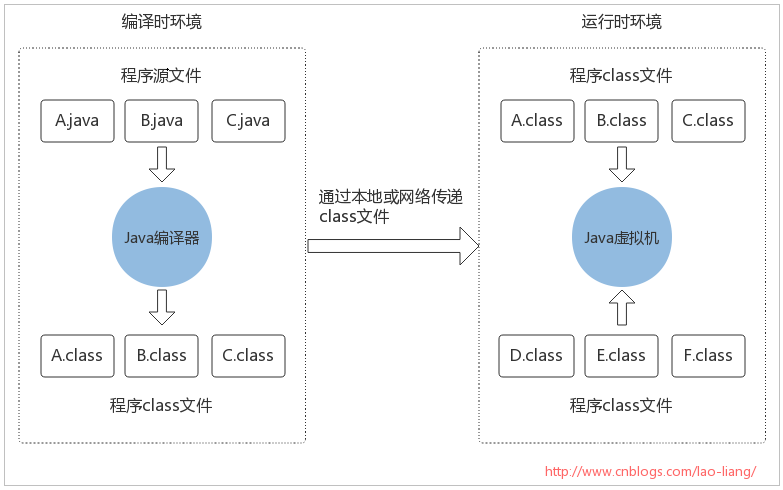 编译时环境
程序源文件
A.java
B.java
C.java
Java编译器
A.class
B.class
C.class
程序class文件
通过本地或网络传递
class文件
运行时环境
程序class文件
A.class
B.class
C.class
Java虚拟机
D.class
E.class
F.class
程序class文件
http://www.cnblogs.com/lao-liang/